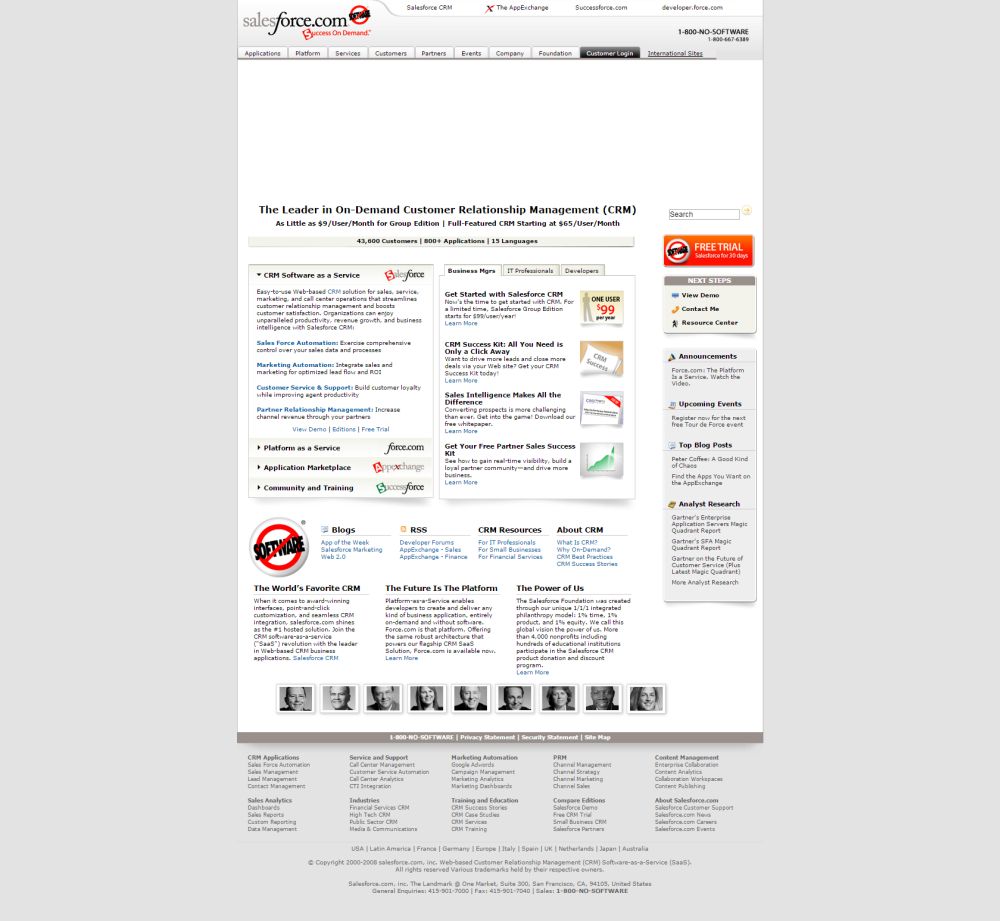 Salesforce CRM
The AppExchange
Successforce.com
developer.force.com
salesforce.com
SOFTWARE
Success On Demand.™
1-800-NO-SOFTWARE
1-800-667-6389
Applications
Platform
Services
Customers
Partners
Events
Company
Foundation
Customer Login
International Sites
The Leader in On-Demand Customer Relationship Management (CRM)
As Little as $9/User/Month for Group Edition | Full-Featured CRM Starting at $65/User/Month
43,600 Customers | 800+ Applications | 15 Languages
CRM Software as a Service
Salesforce
Easy-to-use Web-based CRM solution for sales, service,
marketing, and call center operations that streamlines
customer relationship management and boosts
customer satisfaction. Organizations can enjoy
unparalleled productivity, revenue growth, and business
intelligence with Salesforce CRM:
Sales Force Automation: Exercise comprehensive
control over your sales data and processes
Marketing Automation: Integrate sales and
marketing for optimized lead flow and ROI
Customer Service & Support: Build customer loyalty
while improving agent productivity
Partner Relationship Management: Increase
channel revenue through your partners
View Demo | Editions | Free Trial
Platform as a Service
force.com
Application Marketplace
Appexchange
Community and Training
Successforce
Business Mgrs
IT Professionals
Developers
Get Started with Salesforce CRM
Now's the time to get started with CRM. For
a limited time, Salesforce Group Edition
starts for $99/user/year!
Learn More
ONE USER
$99
per year
CRM Success Kit: All You Need is
Only a Click Away
Want to drive more leads and close more
deals via your Web site? Get your CRM
Success Kit today!
Learn More
CRM
Success
Sales Intelligence Makes All the
Difference
Converting prospects is more challenging
than ever. Get into the game! Download our
free whitepaper.
Learn More
Get Your Free Partner Sales Success
Kit
See how to gain real-time visibility, build a
loyal partner community—and drive more
business.
Learn More
Search
SOFTWARE
FREE TRIAL
Salesforce for 30 days
NEXT STEPS
View Demo
Contact Me
Resource Center
Announcements
Force.com: The Platform
Is a Service. Watch the
Video.
Upcoming Events
Register now for the next
free Tour de Force event
Top Blog Posts
Peter Coffee: A Good Kind
of Chaos
Find the Apps You Want on
the AppExchange
Analyst Research
Gartner's Enterprise
Application Servers Magic
Quadrant Report
Gartner's SFA Magic
Quadrant Report
Gartner on the Future of
Customer Service (Plus
Latest Magic Quadrant)
More Analyst Research
SOFTWARE
®
Blogs
App of the Week
Salesforce Marketing
Web 2.0
RSS
Developer Forums
AppExchange - Sales
AppExchange - Finance
CRM Resources
For IT Professionals
For Small Businesses
For Financial Services
About CRM
What Is CRM?
Why On-Demand?
CRM Best Practices
CRM Success Stories
The World's Favorite CRM
When it comes to award-winning
interfaces, point-and-click
customization, and seamless CRM
integration, salesforce.com shines
as the #1 hosted solution. Join the
CRM software-as-a-service
("SaaS") revolution with the leader
in Web-based CRM business
applications. Salesforce CRM
The Future Is The Platform
Platform-as-a-Service enables
developers to create and deliver any
kind of business application, entirely
on-demand and without software.
Force.com is that platform. Offering
the same robust architecture that
powers our flagship CRM SaaS
Solution, Force.com is available now.
Learn More
The Power of Us
The Salesforce Foundation was created
through our unique 1/1/1 integrated
philanthropy model: 1% time, 1%
product, and 1% equity. We call this
global vision the power of us. More
than 4,000 nonprofits including
hundreds of educational institutions
participate in the Salesforce CRM
product donation and discount
program.
Learn More
1-800-NO-SOFTWARE | Privacy Statement | Security Statement | Site Map
CRM Applications
Sales Force Automation
Sales Management
Lead Management
Contact Management
Service and Support
Call Center Management
Customer Service Automation
Call Center Analytics
CTI Integration
Marketing Automation
Google Adwords
Campaign Management
Marketing Analytics
Marketing Dashboards
PRM
Channel Management
Channel Strategy
Channel Marketing
Channel Sales
Content Management
Enterprise Collaboration
Content Analytics
Collaboration Workspaces
Content Publishing
Sales Analytics
Dashboards
Sales Reports
Custom Reporting
Data Management
Industries
Financial Services CRM
High Tech CRM
Public Sector CRM
Media & Communications
Training and Education
CRM Success Stories
CRM Case Studies
CRM Services
CRM Training
Compare Editions
Salesforce Demo
Free CRM Trial
Small Business CRM
Salesforce Partners
About Salesforce.com
Salesforce Customer Support
Salesforce.com News
Salesforce.com Careers
Salesforce.com Events
USA | Latin America | France | Germany | Europe | Italy | Spain | UK | Netherlands | Japan | Australia
© Copyright 2000-2008 salesforce.com, inc. Web-based Customer Relationship Management (CRM) Software-as-a-Service (SaaS).
All rights reserved Various trademarks held by their respective owners.
Salesforce.com, inc. The Landmark @ One Market, Suite 300, San Francisco, CA, 94105, United States
General Enquiries: 415-901-7000 | Fax: 415-901-7040 | Sales: 1-800-NO-SOFTWARE